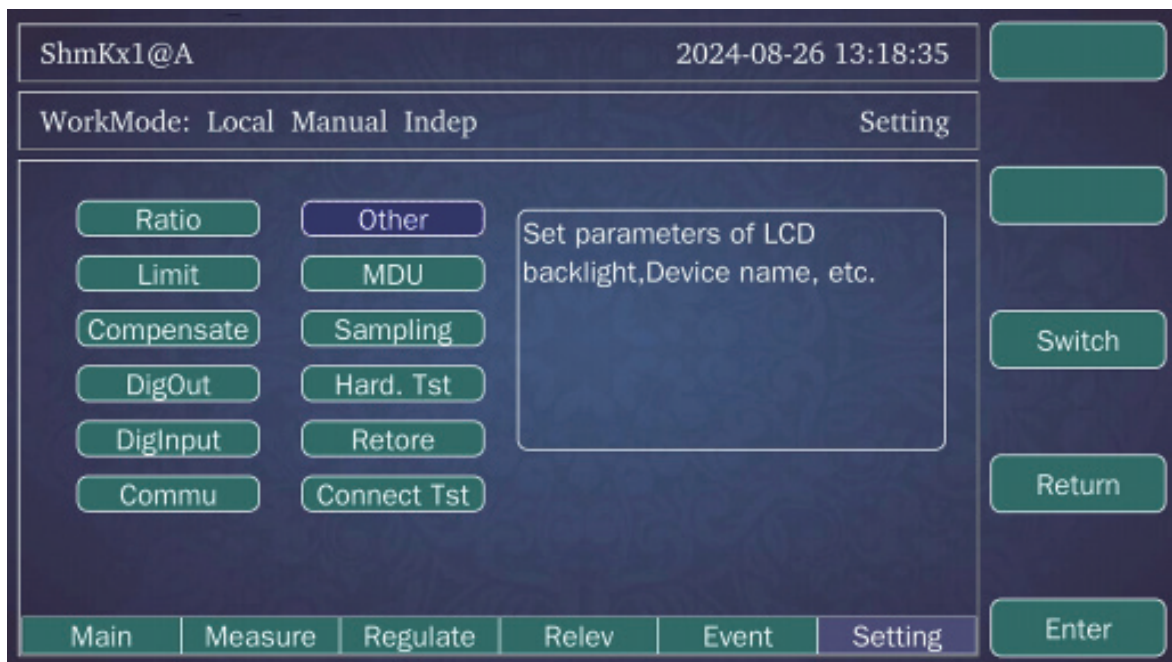 ShmKx1@A 2024-08-26 13:18:35
WorkMode: Local Manual Indep Setting
Ratio Other
Limit MDU
Compensate Sampling
DigOut Hard. Tst
DigInput Retore
Commu Connect Tst
Set parameters of LCD
backlight,Device name, etc.
Switch
Return
Enter
Main Measure Regulate Relev Event Setting